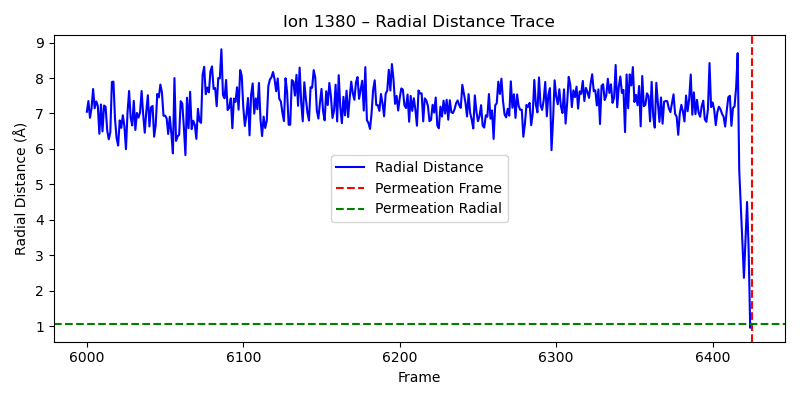 Ion 1380 – Radial Distance Trace
Radial Distance (Å)
9
8
7
6
5
4
3
2
1
Radial Distance
Permeation Frame
Permeation Radial
6000
6100
6200
6300
6400
Frame